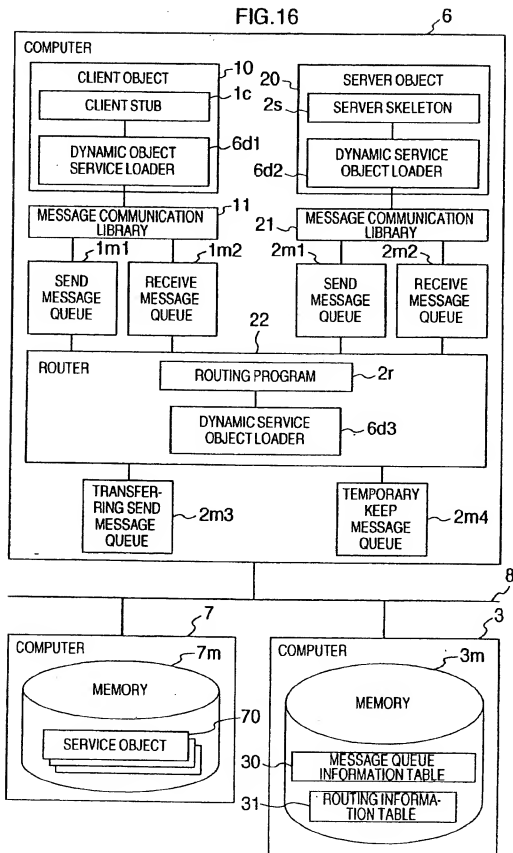 FIG.16
6
COMPUTER
CLIENT OBJECT
10
CLIENT STUB
1c
DYNAMIC OBJECT
SERVICE LOADER
6d1
MESSAGE COMMUNICATION
LIBRARY
11
1m1
1m2
SEND
MESSAGE
QUEUE
RECEIVE
MESSAGE QUEUE
20
SERVER OBJECT
2s
SERVER SKELETON
6d2
DYNAMIC SERVICE
OBJECT LOADER
21
MESSAGE COMMUNICATION
LIBRARY
2m1
2m2
SEND
MESSAGE
QUEUE
RECEIVE
MESSAGE QUEUE
22
ROUTER
ROUTING PROGRAM
2r
DYNAMIC SERVICE
OBJECT LOADER
6d3
TRANSFER-
RING SEND
MESSAGE
QUEUE
2m3
TEMPORARY
KEEP
MESSAGE
QUEUE
2m4
8
7
COMPUTER
7m
MEMORY
70
SERVICE OBJECT
3
COMPUTER
3m
MEMORY
30
MESSAGE QUEUE
INFORMATION TABLE
31
ROUTING INFORMA-
TION TABLE